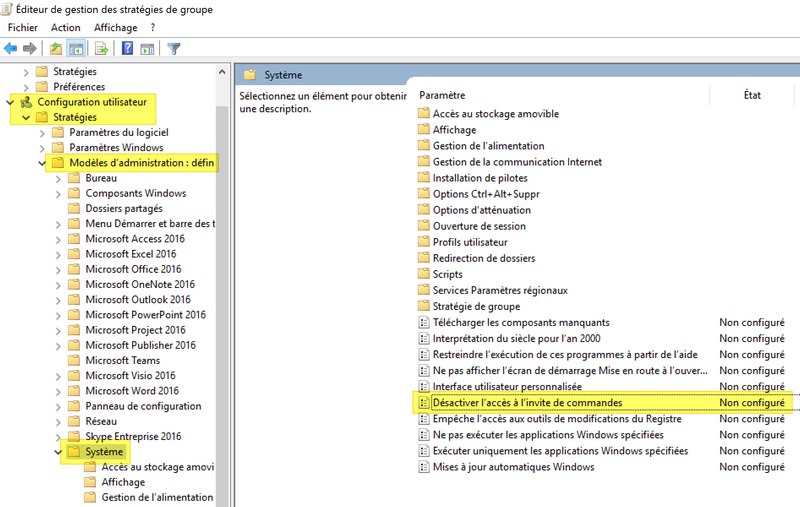 Éditeur de gestion des stratégies de groupe
Fichier Action Affichage ?
Stratégies
Préférences
Configuration utilisateur
Stratégies
Paramètres du logiciel
Paramètres Windows
Modèles d'administration : défin
Bureau
Composants Windows
Dossiers partagés
Menu Démarrer et barre des t
Microsoft Access 2016
Microsoft Excel 2016
Microsoft Office 2016
Microsoft OneNote 2016
Microsoft Outlook 2016
Microsoft PowerPoint 2016
Microsoft Project 2016
Microsoft Publisher 2016
Microsoft Teams
Microsoft Visio 2016
Microsoft Word 2016
Panneau de configuration
Réseau
Skype Entreprise 2016
Système
Accès au stockage amovi
Affichage
Gestion de l'alimentation
Système
Sélectionnez un élément pour obtenir
une description.
Paramètre État
Accès au stockage amovible
Affichage
Gestion de l'alimentation
Gestion de la communication Internet
Installation de pilotes
Options Ctrl+Alt+Suppr
Options d'atténuation
Ouverture de session
Profils utilisateur
Redirection de dossiers
Scripts
Services Paramètres régionaux
Stratégie de groupe
Télécharger les composants manquants Non configuré
Interprétation du siècle pour l'an 2000 Non configuré
Restreindre l'exécution de ces programmes à partir de l'aide Non configuré
Ne pas afficher l'écran de démarrage Mise en route à l'ouver... Non configuré
Interface utilisateur personnalisée Non configuré
Désactiver l'accès à l'invite de commandes Non configuré
Empêche l'accès aux outils de modifications du Registre Non configuré
Ne pas exécuter les applications Windows spécifiées Non configuré
Exécuter uniquement les applications Windows spécifiées Non configuré
Mises à jour automatiques Windows Non configuré